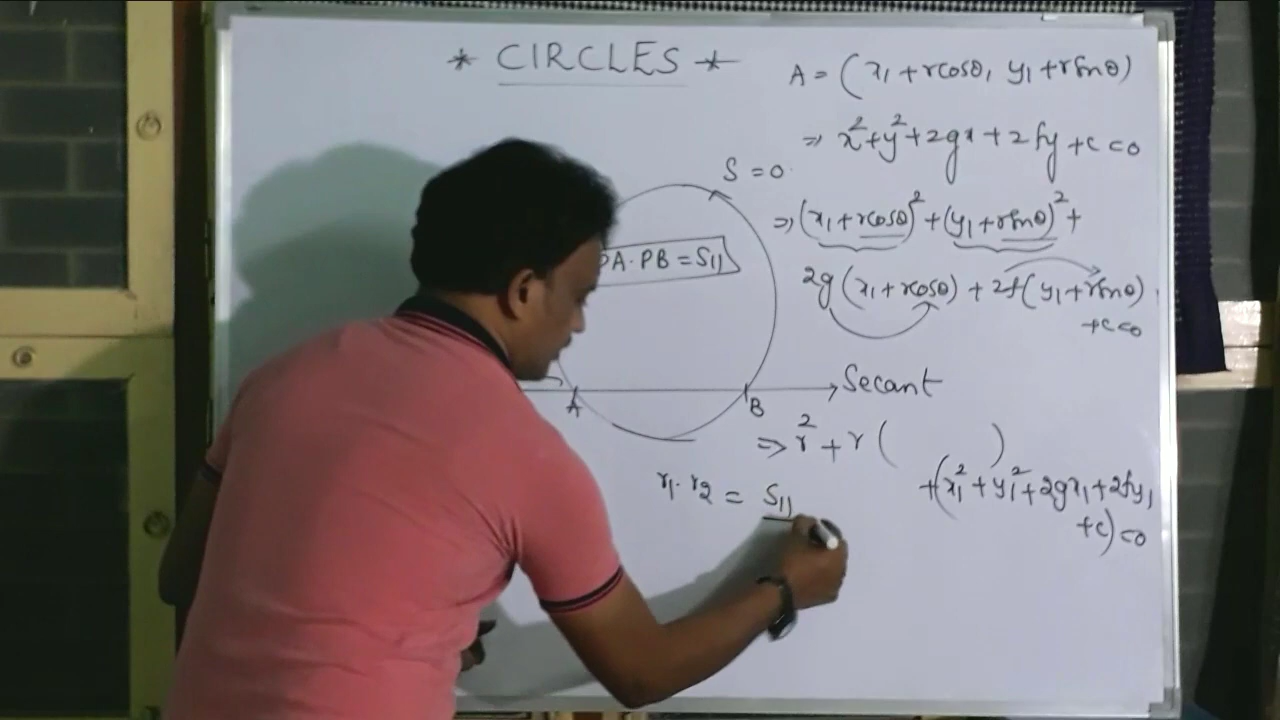 * CIRCLES *
A = (x₁ + rcosθ, y₁ + rsinθ)
⇒ x² + y² + 2gx + 2fy + c = 0
S = 0
⇒ (x₁ + rcosθ)² + (y₁ + rsinθ)² +
PA · PB = S₁₁
2g (x₁ + rcosθ) + 2f (y₁ + rsinθ)
+ c = 0
Secant
A
B
⇒ r² + r ( )
+ (x₁² + y₁² + 2gx₁ + 2fy₁
+ c) = 0
r₁ · r₂ = S₁₁